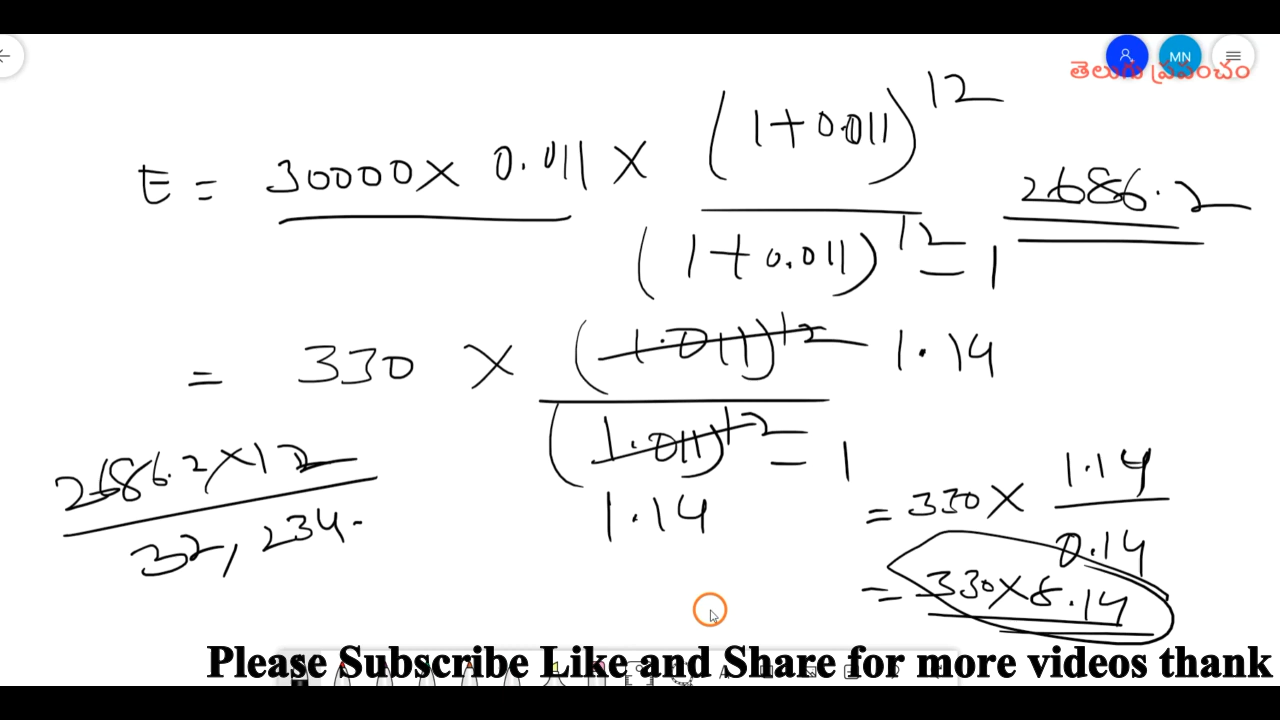 MN
తెలుగు ప్రపంచం
E = 30000 × 0.011 × (1+0.011)^12 / (1+0.011)^12 - 1
2686.2
= 330 × (1.011)^12 / (1.011)^12 - 1
1.14
1.14
2686.2×12
32,234.
= 330 × 1.14 / 0.14
= 330×8.14
Please Subscribe Like and Share for more videos thank